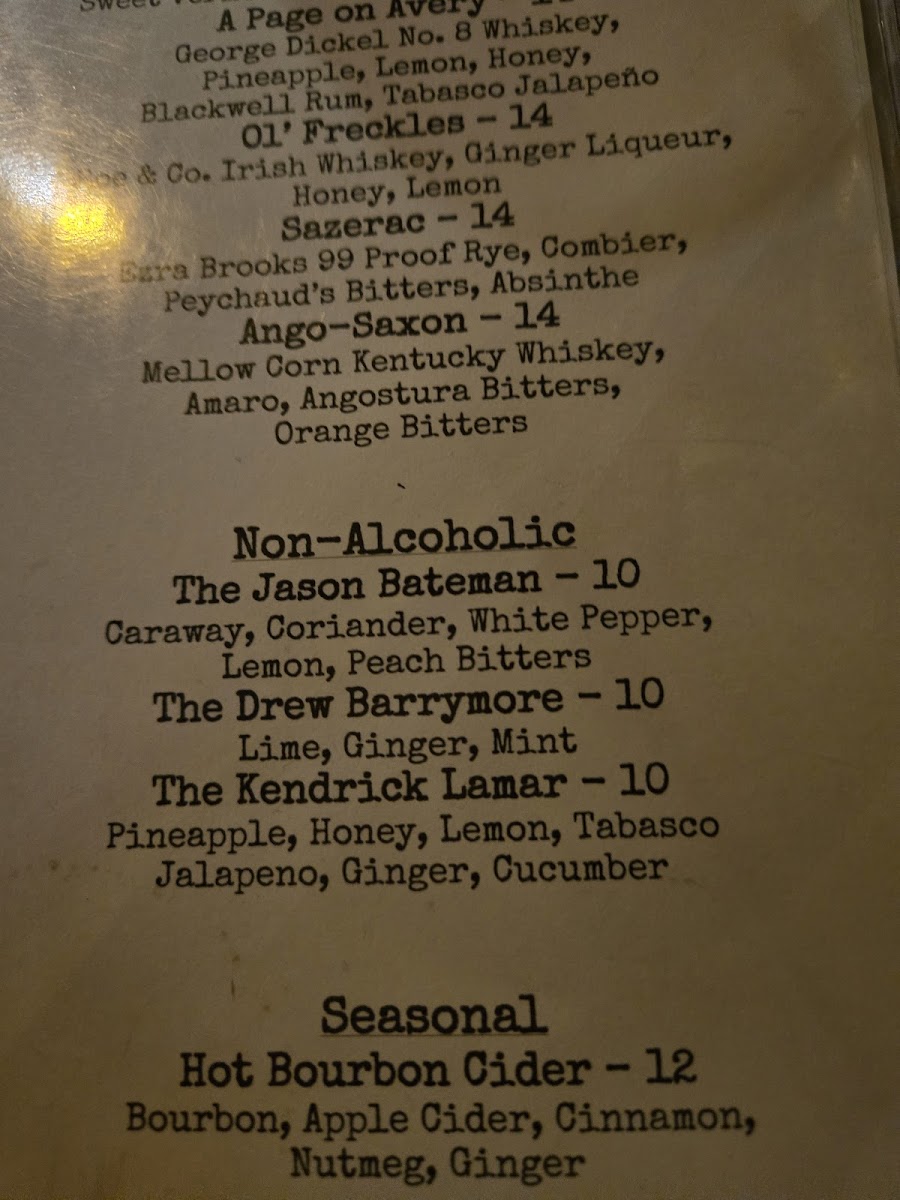 Sweet
A Page on Avery -
George Dickel No. 8 Whiskey,
Pineapple, Lemon, Honey,
Blackwell Rum, Tabasco Jalapeño
Ol' Freckles - 14
& Co. Irish Whiskey, Ginger Liqueur,
Honey, Lemon
Sazerac - 14
Ezra Brooks 99 Proof Rye, Combier,
Peychaud's Bitters, Absinthe
Ango-Saxon - 14
Mellow Corn Kentucky Whiskey,
Amaro, Angostura Bitters,
Orange Bitters
Non-Alcoholic
The Jason Bateman - 10
Caraway, Coriander, White Pepper,
Lemon, Peach Bitters
The Drew Barrymore - 10
Lime, Ginger, Mint
The Kendrick Lamar - 10
Pineapple, Honey, Lemon, Tabasco
Jalapeno, Ginger, Cucumber
Seasonal
Hot Bourbon Cider - 12
Bourbon, Apple Cider, Cinnamon,
Nutmeg, Ginger